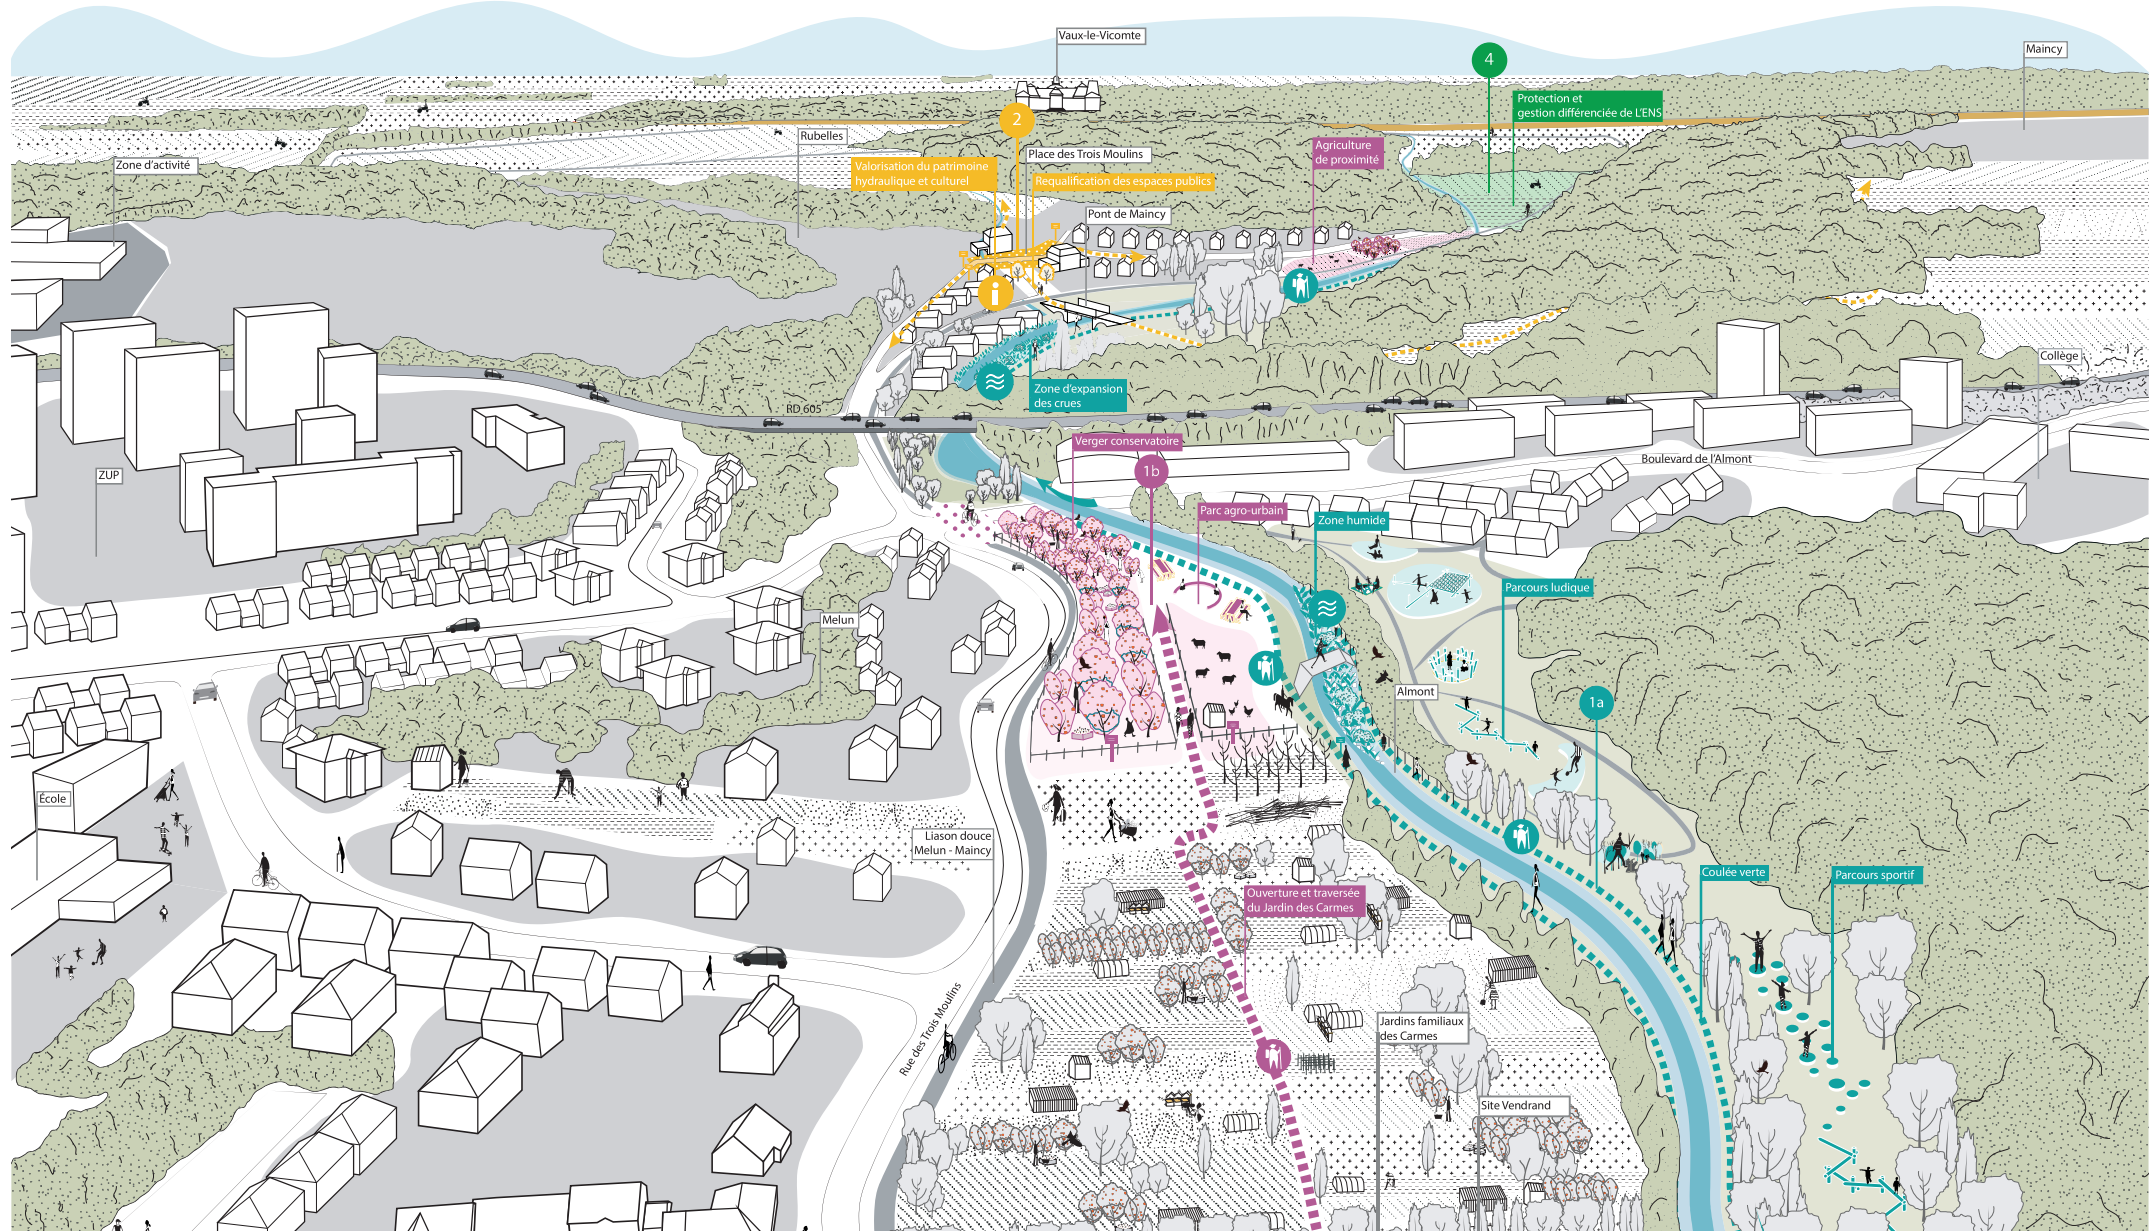 Vaux-le-Vicomte
4
Maincy
Protection et
gestion différenciée de L'ENS
2
Rubelles
Agriculture
de proximité
Place des Trois Moulins
Zone d'activité
Valorisation du patrimoine
hydraulique et culturel
Requalification des espaces publics
Pont de Maincy
i
Collège
Zone d'expansion
des crues
RD 605
Verger conservatoire
1b
Boulevard de l'Almont
ZUP
Parc agro-urbain
Zone humide
Parcours ludique
Melun
Almont
1a
École
Liason douce
Melun - Maincy
Coulée verte
Parcours sportif
Ouverture et traversée
du Jardin des Carmes
Rue des Trois Moulins
Jardins familiaux
des Carmes
Site Vendrand